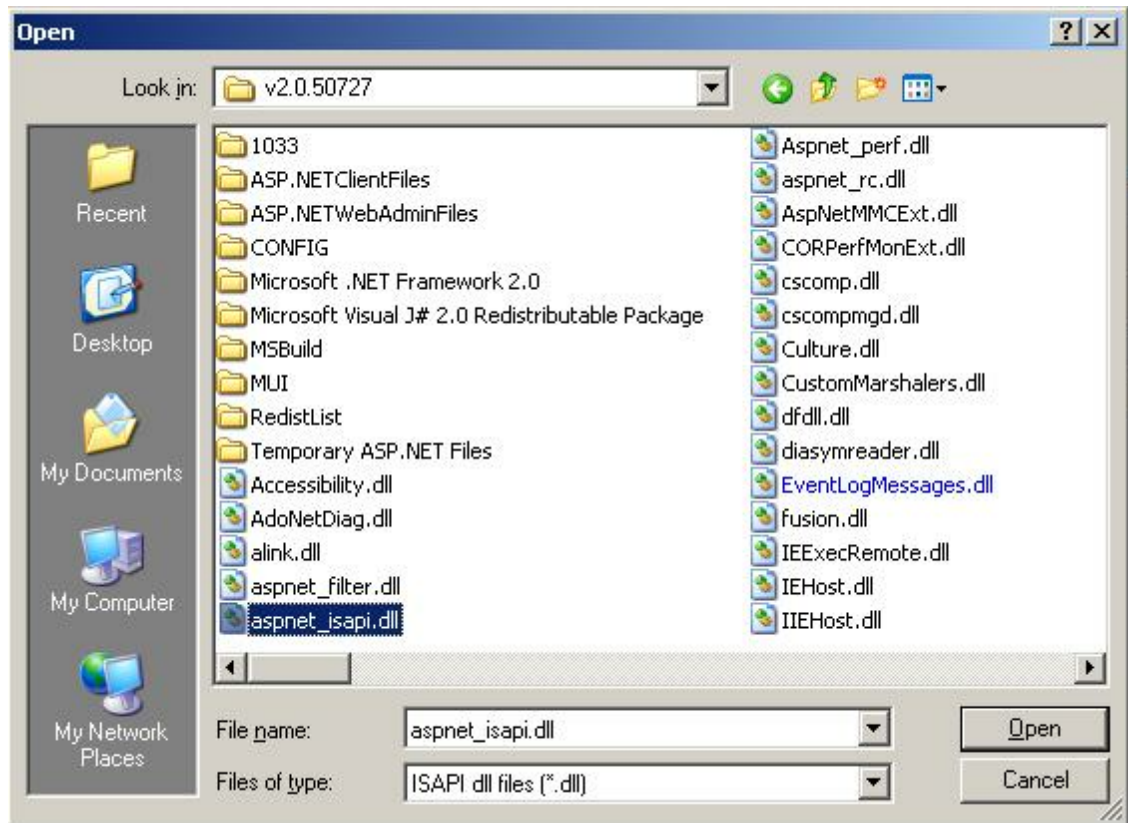 Open
Look in:
v2.0.50727
Recent
Desktop
My Documents
My Computer
My Network
Places
1033
ASP.NETClientFiles
ASP.NETWebAdminFiles
CONFIG
Microsoft .NET Framework 2.0
Microsoft Visual J# 2.0 Redistributable Package
MSBuild
MUI
RedistList
Temporary ASP.NET Files
Accessibility.dll
AdoNetDiag.dll
alink.dll
aspnet_filter.dll
aspnet_isapi.dll
Aspnet_perf.dll
aspnet_rc.dll
AspNetMMCExt.dll
CORPerfMonExt.dll
cscomp.dll
cscompmgd.dll
Culture.dll
CustomMarshalers.dll
dfdll.dll
diasymreader.dll
EventLogMessages.dll
fusion.dll
IEExecRemote.dll
IEHost.dll
IIEHost.dll
File name:
aspnet_isapi.dll
Open
Files of type:
ISAPI dll files (*.dll)
Cancel